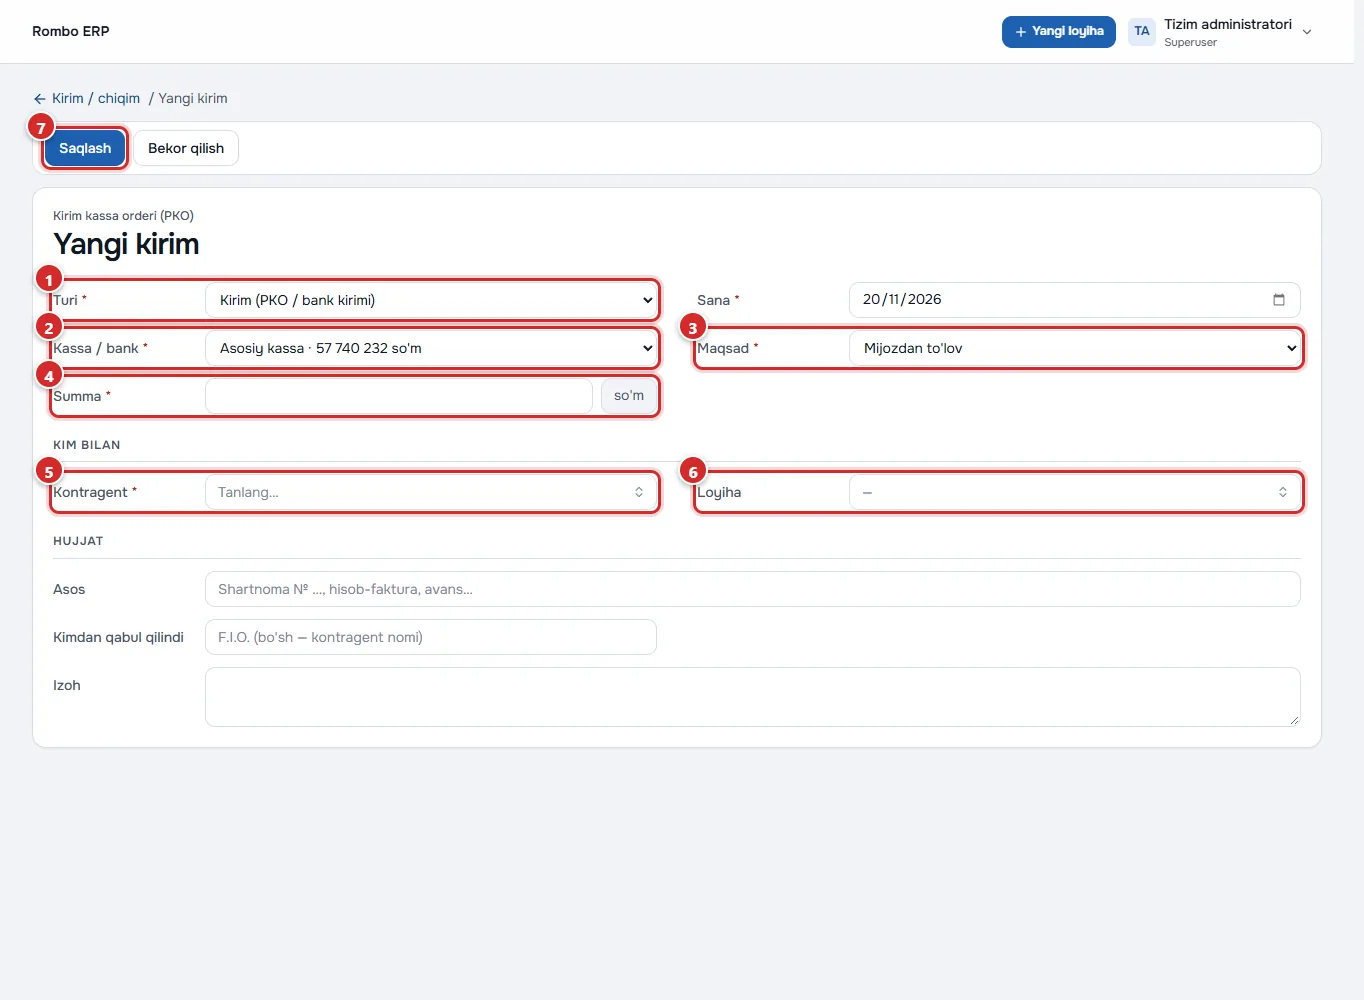 Rombo ERP
+ Yangi loyiha
TA
Tizim administratori
Superuser
← Kirim / chiqim / Yangi kirim
7
Saqlash
Bekor qilish
Kirim kassa orderi (PKO)
Yangi kirim
1
Turi *
Kirim (PKO / bank kirimi)
Sana *
20/11/2026
2
Kassa / bank *
Asosiy kassa · 57 740 232 so'm
3
Maqsad *
Mijozdan to'lov
4
Summa *
so'm
KIM BILAN
5
Kontragent *
Tanlang...
6
Loyiha
—
HUJJAT
Asos
Shartnoma № ..., hisob-faktura, avans...
Kimdan qabul qilindi
F.I.O. (bo'sh — kontragent nomi)
Izoh